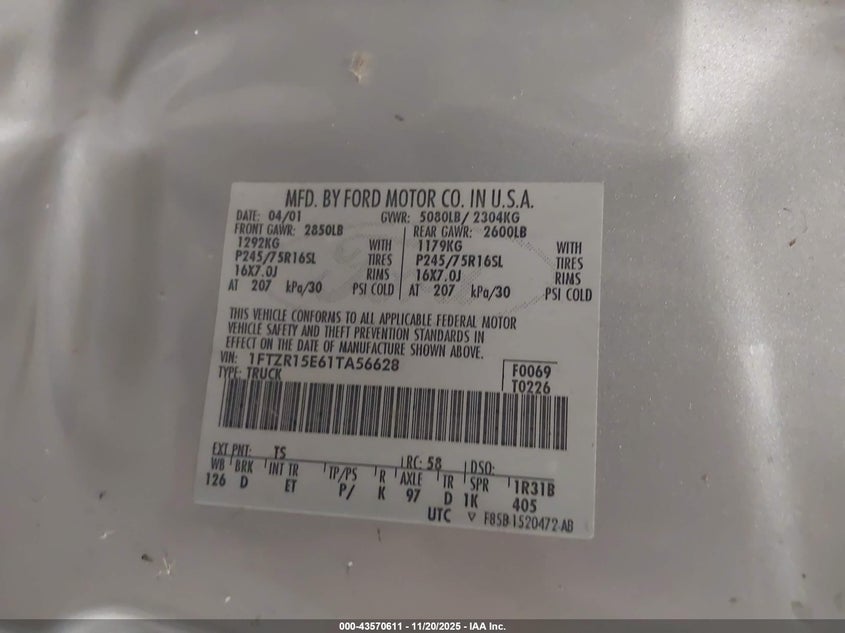 MFD. BY FORD MOTOR CO. IN U.S.A.
DATE: 04/01 GVWR: 5080LB/ 2304KG
FRONT GAWR: 2850LB REAR GAWR: 2600LB
1292KG WITH 1179KG WITH
P245/75R16SL TIRES P245/75R16SL TIRES
16X7.0J RIMS 16X7.0J RIMS
AT 207 kPa/30 PSI COLD AT 207 kPa/30 PSI COLD
THIS VEHICLE CONFORMS TO ALL APPLICABLE FEDERAL MOTOR
VEHICLE SAFETY AND THEFT PREVENTION STANDARDS IN
EFFECT ON THE DATE OF MANUFACTURE SHOWN ABOVE.
VIN: 1FTZR15E61TA56628 F0069
TYPE: TRUCK T0226
EXT PNT: TS RC: 58 DSO:
WB BRK INT TR TP/PS R AXLE TR SPR 1R31B
126 D ET P/ K 97 D 1K 405
UTC ▽ F85B-1520472-AB
000-43570611 - 11/20/2025 - IAA Inc.